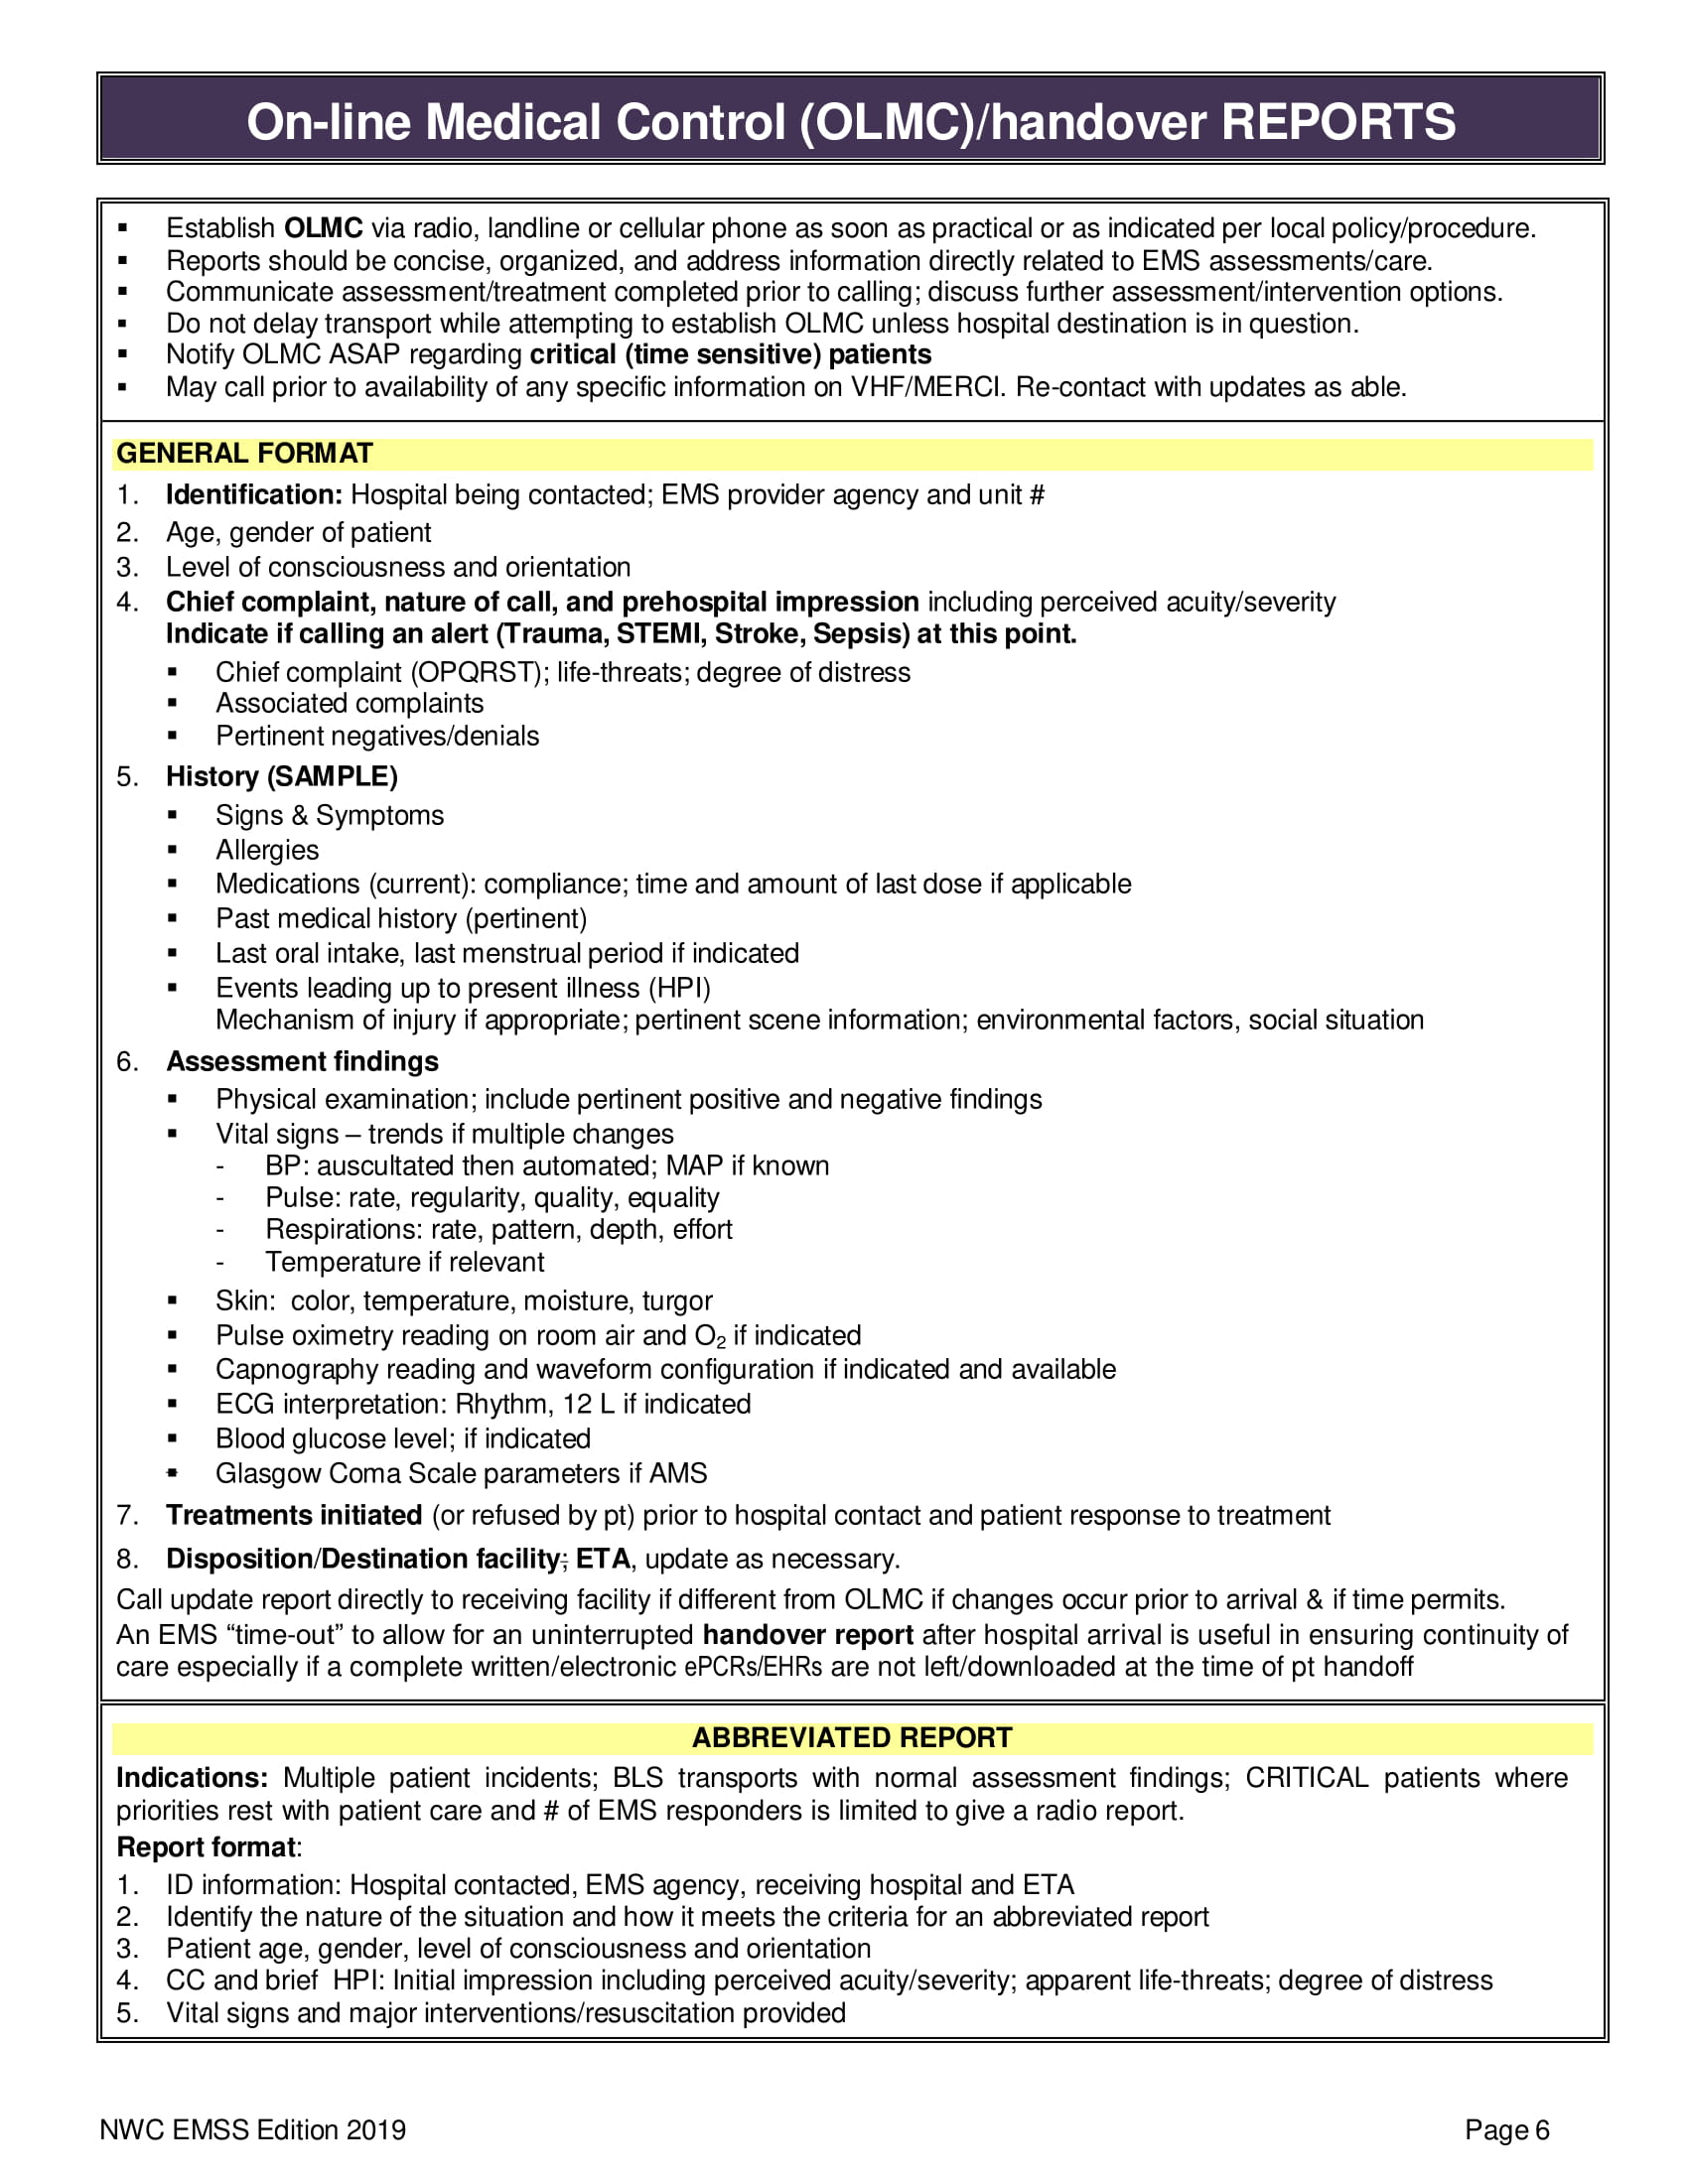 On-line Medical Control (OLMC)/handover REPORTS
▪ Establish OLMC via radio, landline or cellular phone as soon as practical or as indicated per local policy/procedure.
▪ Reports should be concise, organized, and address information directly related to EMS assessments/care.
▪ Communicate assessment/treatment completed prior to calling; discuss further assessment/intervention options.
▪ Do not delay transport while attempting to establish OLMC unless hospital destination is in question.
▪ Notify OLMC ASAP regarding critical (time sensitive) patients
▪ May call prior to availability of any specific information on VHF/MERCI. Re-contact with updates as able.
GENERAL FORMAT
1. Identification: Hospital being contacted; EMS provider agency and unit #
2. Age, gender of patient
3. Level of consciousness and orientation
4. Chief complaint, nature of call, and prehospital impression including perceived acuity/severity
Indicate if calling an alert (Trauma, STEMI, Stroke, Sepsis) at this point.
▪ Chief complaint (OPQRST); life-threats; degree of distress
▪ Associated complaints
▪ Pertinent negatives/denials
5. History (SAMPLE)
▪ Signs & Symptoms
▪ Allergies
▪ Medications (current): compliance; time and amount of last dose if applicable
▪ Past medical history (pertinent)
▪ Last oral intake, last menstrual period if indicated
▪ Events leading up to present illness (HPI)
Mechanism of injury if appropriate; pertinent scene information; environmental factors, social situation
6. Assessment findings
▪ Physical examination; include pertinent positive and negative findings
▪ Vital signs – trends if multiple changes
- BP: auscultated then automated; MAP if known
- Pulse: rate, regularity, quality, equality
- Respirations: rate, pattern, depth, effort
- Temperature if relevant
▪ Skin: color, temperature, moisture, turgor
▪ Pulse oximetry reading on room air and O₂ if indicated
▪ Capnography reading and waveform configuration if indicated and available
▪ ECG interpretation: Rhythm, 12 L if indicated
▪ Blood glucose level; if indicated
▪ Glasgow Coma Scale parameters if AMS
7. Treatments initiated (or refused by pt) prior to hospital contact and patient response to treatment
8. Disposition/Destination facility; ETA, update as necessary.
Call update report directly to receiving facility if different from OLMC if changes occur prior to arrival & if time permits.
An EMS “time-out” to allow for an uninterrupted handover report after hospital arrival is useful in ensuring continuity of
care especially if a complete written/electronic ePCRs/EHRs are not left/downloaded at the time of pt handoff
ABBREVIATED REPORT
Indications: Multiple patient incidents; BLS transports with normal assessment findings; CRITICAL patients where
priorities rest with patient care and # of EMS responders is limited to give a radio report.
Report format:
1. ID information: Hospital contacted, EMS agency, receiving hospital and ETA
2. Identify the nature of the situation and how it meets the criteria for an abbreviated report
3. Patient age, gender, level of consciousness and orientation
4. CC and brief HPI: Initial impression including perceived acuity/severity; apparent life-threats; degree of distress
5. Vital signs and major interventions/resuscitation provided
NWC EMSS Edition 2019
Page 6